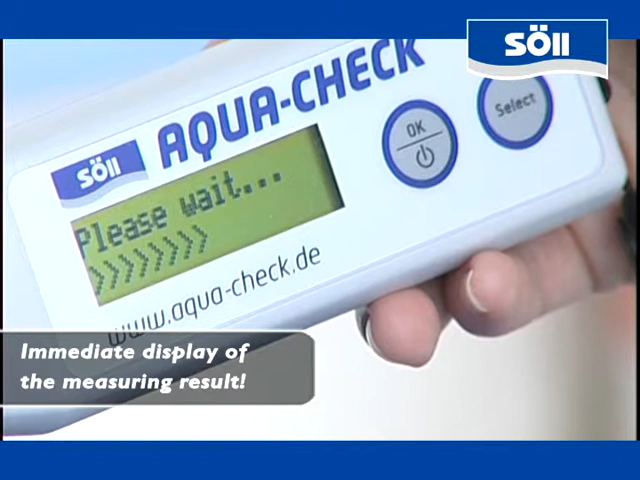 SÖll
SÖll AQUA-CHECK
OK
Select
Please wait...
>>>>>>>>
www.aqua-check.de
Immediate display of
the measuring result!